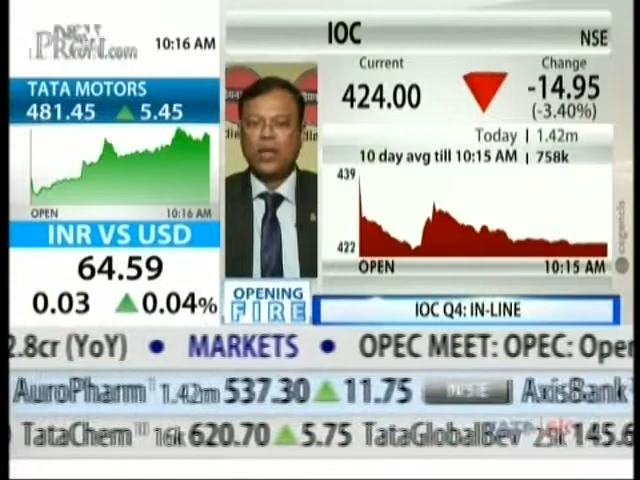 10:16 AM
TATA MOTORS
481.45 5.45
OPEN 10:16 AM
INR VS USD
64.59
0.03 0.04%
IOC
NSE
Current
424.00
Change
-14.95
(-3.40%)
Today | 1.42m
10 day avg till 10:15 AM | 758k
439
422
OPEN 10:15 AM
cogencis
OPENING
FIRE
IOC Q4: IN-LINE
2.8cr (YoY) • MARKETS • OPEC MEET: OPEC: Oper
AuroPharm 1.42m 537.30 11.75 NSE AxisBank
TataChem 16k 620.70 5.75 TataGlobalBev 25k 145.6